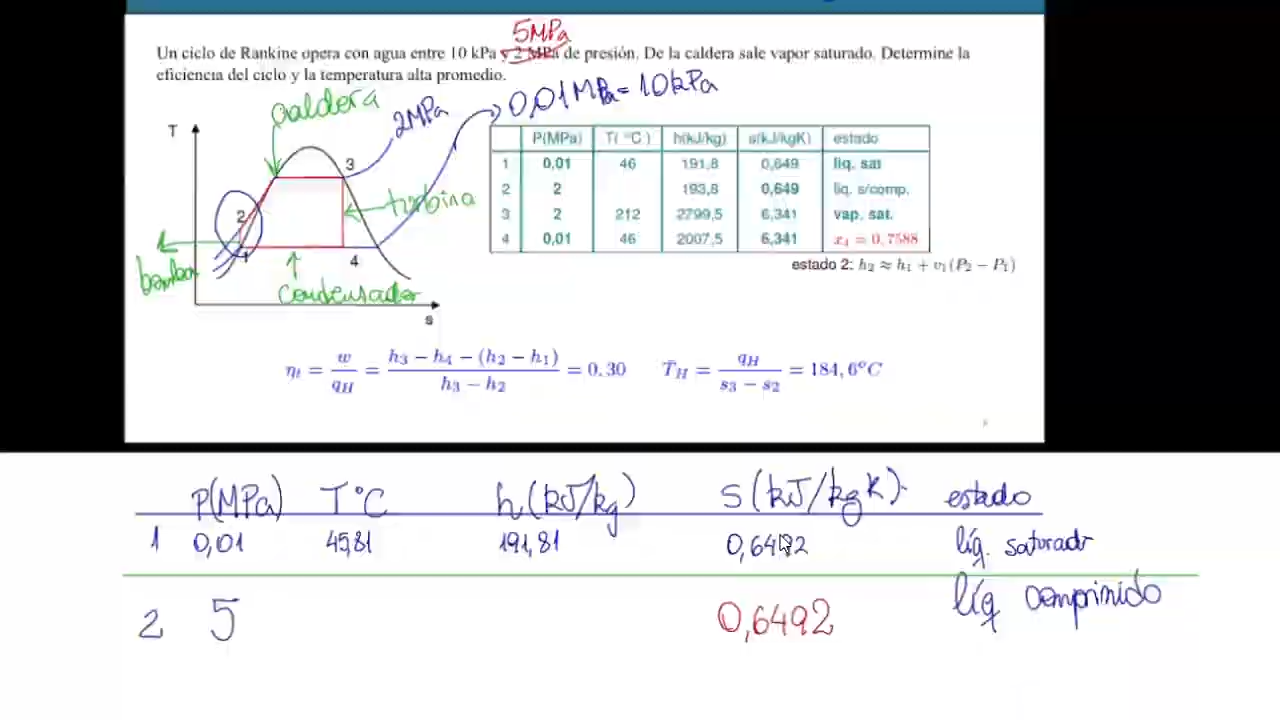 5MPa
Un ciclo de Rankine opera con agua entre 10 kPa y 2 MPa de presión. De la caldera sale vapor saturado. Determine la
eficiencia del ciclo y la temperatura alta promedio.
caldera
2MPa
0,01MPa=10kPa
T
3
turbina
2
1
4
bomba
condensador
s
P(MPa) T( °C ) h(kJ/kg) s(kJ/kgK) estado
1 0,01 46 191,8 0,649 liq. sat
2 2 193,8 0,649 liq. s/comp.
3 2 212 2799,5 6,341 vap. sat.
4 0,01 46 2007,5 6,341 x₄ = 0,7588
estado 2: h₂ ≈ h₁ + v₁(P₂ − P₁)
ηt = w/qH = (h₃ − h₄ − (h₂ − h₁))/(h₃ − h₂) = 0.30 T̄H = qH/(s₃ − s₂) = 184,6°C
P(MPa) T°C h(kJ/kg) s(kJ/kgK). estado
1 0,01 45,81 191,81 0,6492 líq. saturado
2 5 0,6492 líq comprimido